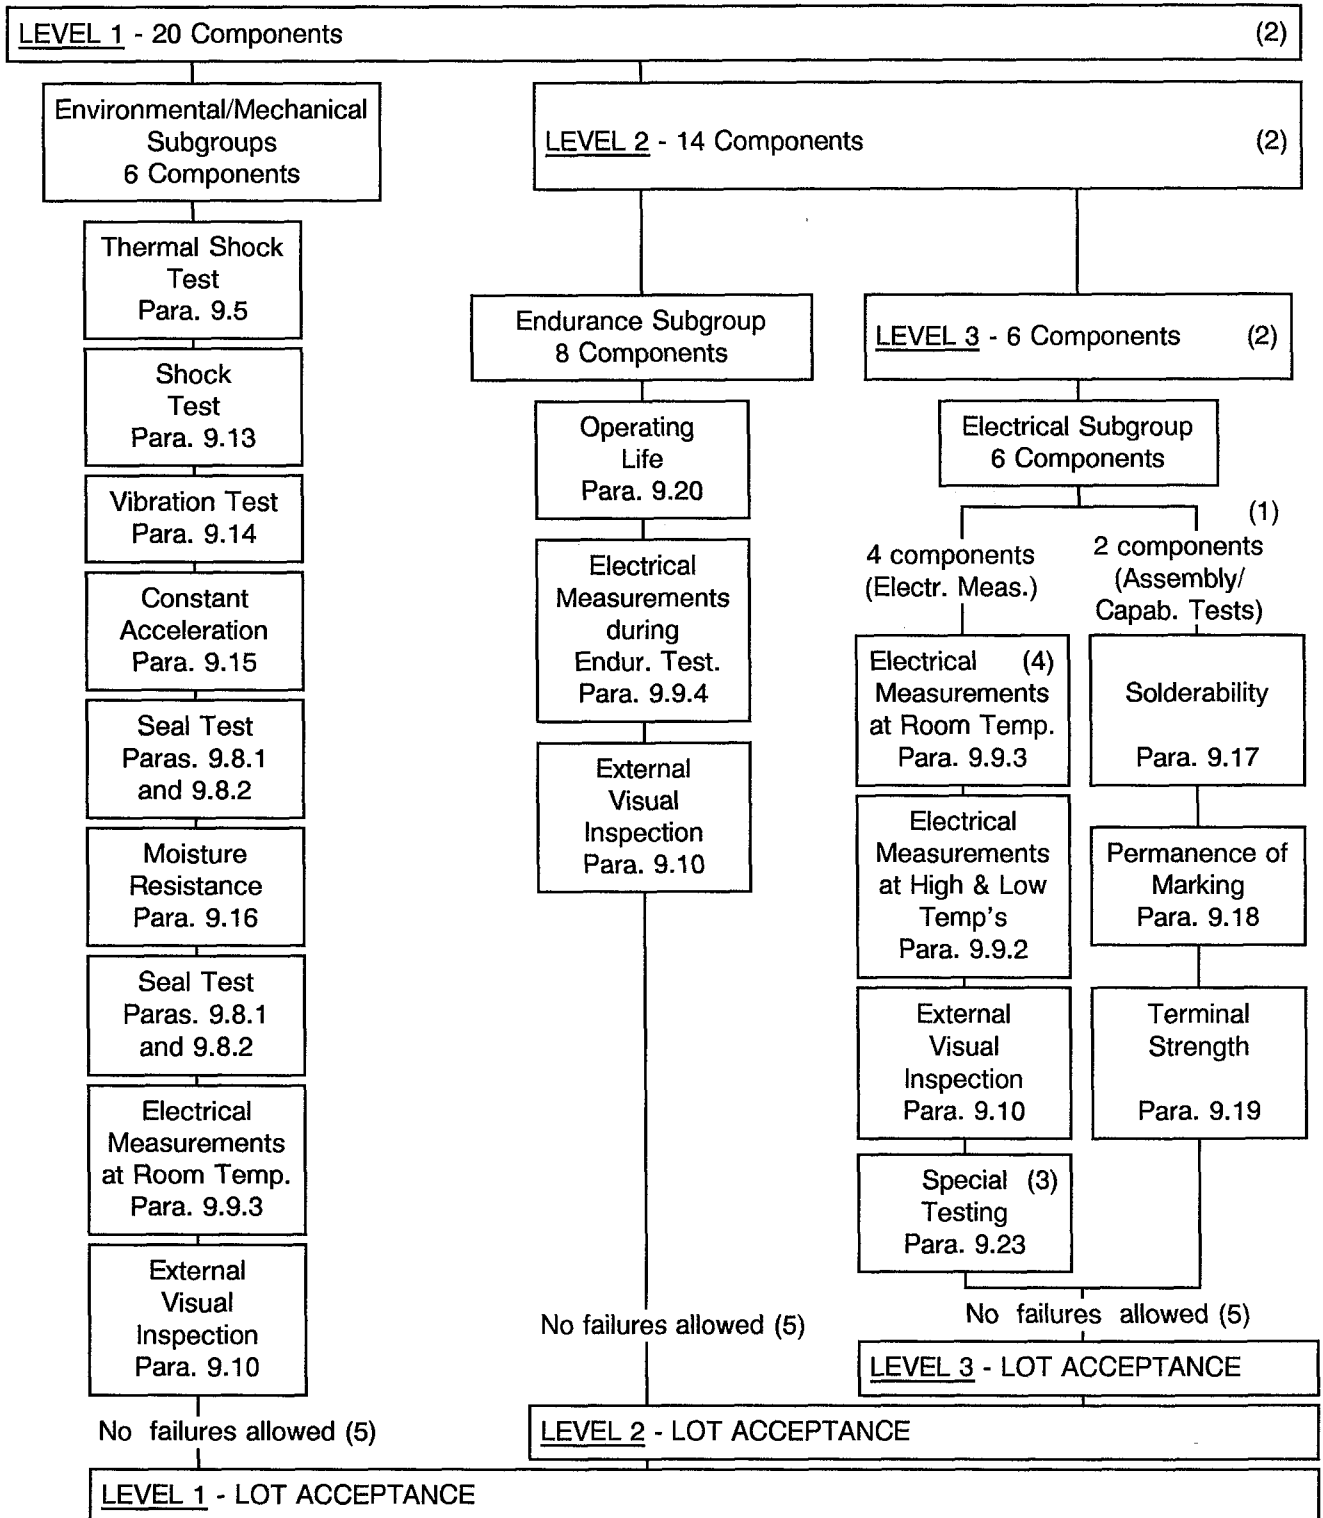 LEVEL 1 - 20 Components (2)
Environmental/Mechanical
Subgroups
6 Components
LEVEL 2 - 14 Components (2)
Thermal Shock
Test
Para. 9.5
Shock
Test
Para. 9.13
Vibration Test
Para. 9.14
Constant
Acceleration
Para. 9.15
Seal Test
Paras. 9.8.1
and 9.8.2
Moisture
Resistance
Para. 9.16
Seal Test
Paras. 9.8.1
and 9.8.2
Electrical
Measurements
at Room Temp.
Para. 9.9.3
External
Visual
Inspection
Para. 9.10
No failures allowed (5)
Endurance Subgroup
8 Components
Operating
Life
Para. 9.20
Electrical
Measurements
during
Endur. Test.
Para. 9.9.4
External
Visual
Inspection
Para. 9.10
No failures allowed (5)
LEVEL 3 - 6 Components (2)
Electrical Subgroup
6 Components
4 components
(Electr. Meas.)
Electrical (4)
Measurements
at Room Temp.
Para. 9.9.3
Electrical
Measurements
at High & Low
Temp's
Para. 9.9.2
External
Visual
Inspection
Para. 9.10
Special (3)
Testing
Para. 9.23
(1)
2 components
(Assembly/
Capab. Tests)
Solderability
Para. 9.17
Permanence of
Marking
Para. 9.18
Terminal
Strength
Para. 9.19
No failures allowed (5)
LEVEL 3 - LOT ACCEPTANCE
LEVEL 2 - LOT ACCEPTANCE
LEVEL 1 - LOT ACCEPTANCE